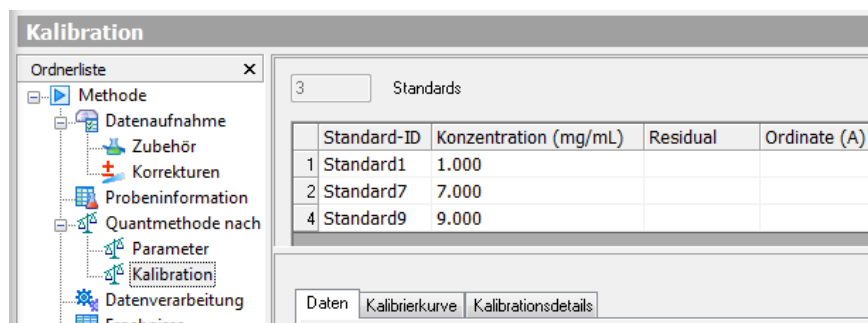 Kalibration
Ordnerliste x
Methode
Datenaufnahme
Zubehör
Korrekturen
Probeninformation
Quantmethode nach
Parameter
Kalibration
Datenverarbeitung
3 Standards
Standard-ID Konzentration (mg/mL) Residual Ordinate (A)
1 Standard1 1.000
2 Standard7 7.000
4 Standard9 9.000
Daten Kalibrierkurve Kalibrationsdetails